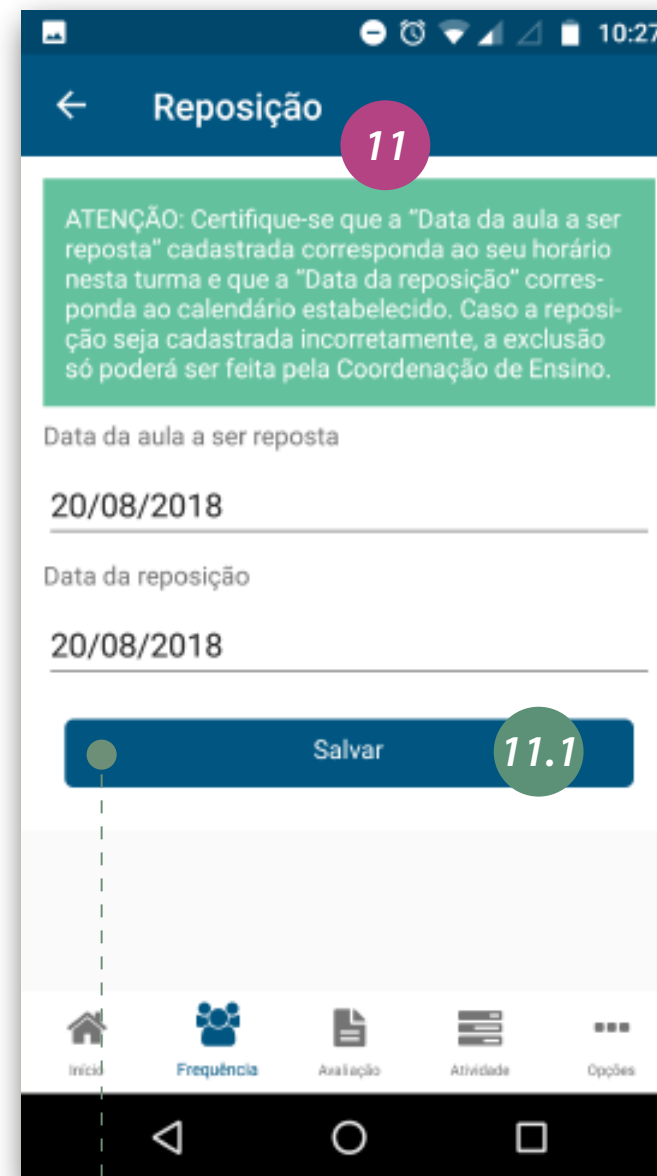 10:27
Reposição
11
ATENÇÃO: Certifique-se que a "Data da aula a ser
reposta" cadastrada corresponda ao seu horário
nesta turma e que a "Data da reposição" corres-
ponda ao calendário estabelecido. Caso a reposi-
ção seja cadastrada incorretamente, a exclusão
só poderá ser feita pela Coordenação de Ensino.
Data da aula a ser reposta
20/08/2018
Data da reposição
20/08/2018
Salvar
11.1
Início Frequência Avaliação Atividade Opções